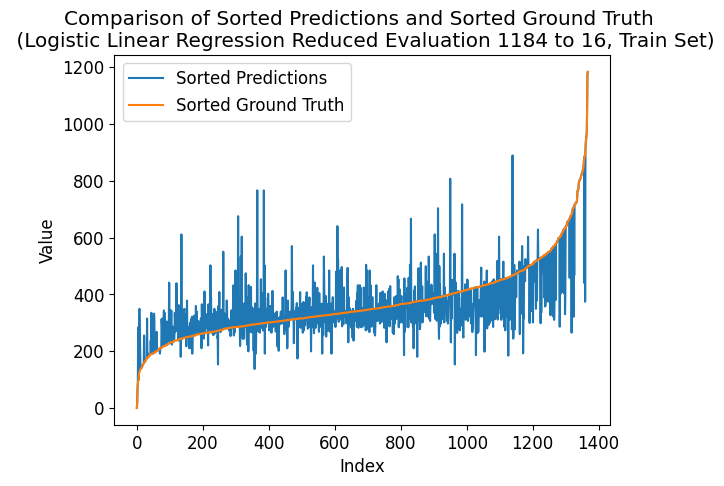 Comparison of Sorted Predictions and Sorted Ground Truth
(Logistic Linear Regression Reduced Evaluation 1184 to 16, Train Set)
Sorted Predictions
Sorted Ground Truth
1200
1000
800
600
400
200
0
Value
0 200 400 600 800 1000 1200 1400
Index